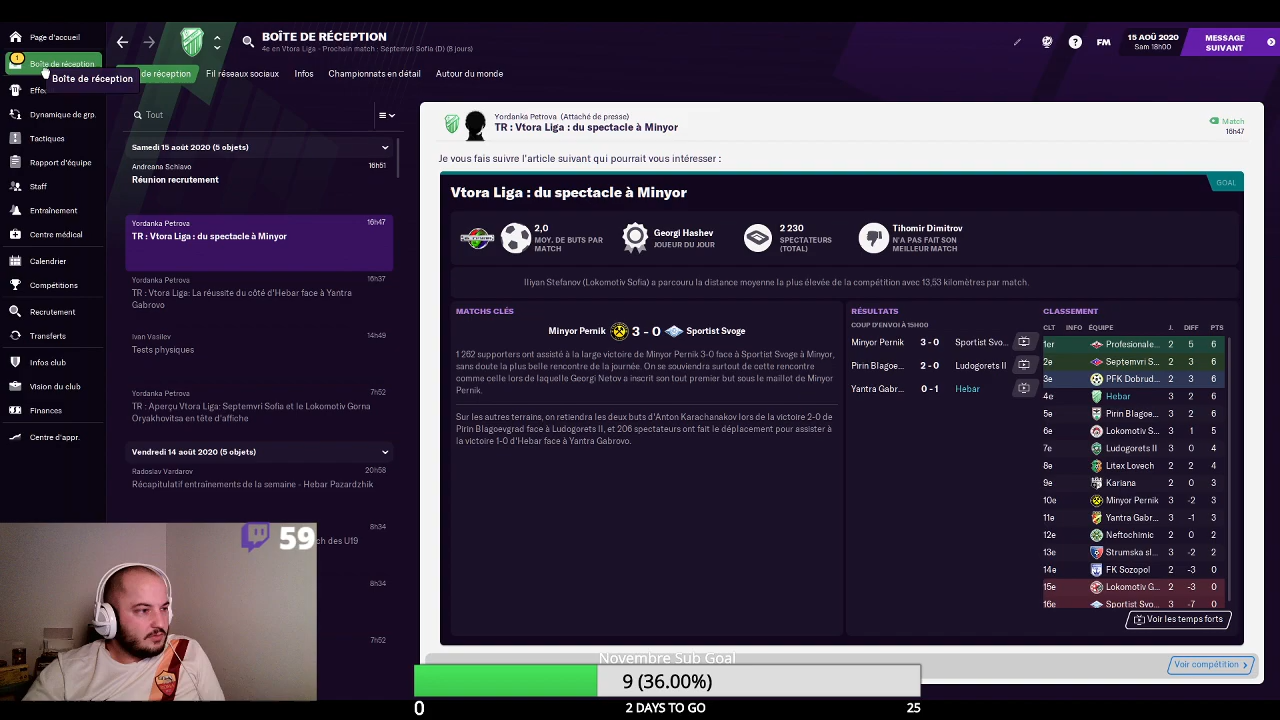 Page d'accueil
1
Boîte de réception
Boîte de réception
Effe
Dynamique de grp.
Tactiques
Rapport d'équipe
Staff
Entraînement
Centre médical
Calendrier
Compétitions
Recrutement
Transferts
Infos club
Vision du club
Finances
Centre d'appr.
BOÎTE DE RÉCEPTION
4e en Vtora Liga - Prochain match : Septemvri Sofia (D) (8 jours)
FM
15 AOÛ 2020
Sam 18h00
MESSAGE
SUIVANT
de réception
Fil réseaux sociaux
Infos
Championnats en détail
Autour du monde
Tout
Samedi 15 août 2020 (5 objets)
Andreana Schiavo 16h51
Réunion recrutement
Yordanka Petrova 16h47
TR : Vtora Liga : du spectacle à Minyor
Yordanka Petrova 16h37
TR : Vtora Liga: La réussite du côté d'Hebar face à Yantra
Gabrovo
Ivan Vasilev 14h49
Tests physiques
Yordanka Petrova 7h52
TR : Aperçu Vtora Liga: Septemvri Sofia et le Lokomotiv Gorna
Oryakhovitsa en tête d'affiche
Vendredi 14 août 2020 (5 objets)
Radoslav Vardarov 20h58
Récapitulatif entraînements de la semaine - Hebar Pazardzhik
8h34
ch des U19
8h34
7h52
Yordanka Petrova (Attaché de presse)
TR : Vtora Liga : du spectacle à Minyor
Match
16h47
Je vous fais suivre l'article suivant qui pourrait vous intéresser :
Vtora Liga : du spectacle à Minyor
GOAL
2,0
MOY. DE BUTS PAR
MATCH
Georgi Hashev
JOUEUR DU JOUR
2 230
SPECTATEURS
(TOTAL)
Tihomir Dimitrov
N'A PAS FAIT SON
MEILLEUR MATCH
Iliyan Stefanov (Lokomotiv Sofia) a parcouru la distance moyenne la plus élevée de la compétition avec 13,53 kilomètres par match.
MATCHS CLÉS
Minyor Pernik 3 - 0 Sportist Svoge
1 262 supporters ont assisté à la large victoire de Minyor Pernik 3-0 face à Sportist Svoge à Minyor,
sans doute la plus belle rencontre de la journée. On se souviendra surtout de cette rencontre
comme celle lors de laquelle Georgi Netov a inscrit son tout premier but sous le maillot de Minyor
Pernik.
Sur les autres terrains, on retiendra les deux buts d'Anton Karachanakov lors de la victoire 2-0 de
Pirin Blagoevgrad face à Ludogorets II, et 206 spectateurs ont fait le déplacement pour assister à
la victoire 1-0 d'Hebar face à Yantra Gabrovo.
RÉSULTATS
COUP D'ENVOI À 15H00
Minyor Pernik 3 - 0 Sportist Svo...
Pirin Blagoe... 2 - 0 Ludogorets II
Yantra Gabr... 0 - 1 Hebar
CLASSEMENT
CLT INFO ÉQUIPE J. DIFF PTS
1er Profesionale... 2 5 6
2e Septemvri S... 2 3 6
3e PFK Dobrud... 2 3 6
4e Hebar 3 2 6
5e Pirin Blagoe... 3 2 6
6e Lokomotiv S... 3 1 5
7e Ludogorets II 3 0 4
8e Litex Lovech 2 2 4
9e Kariana 2 0 3
10e Minyor Pernik 3 -2 3
11e Yantra Gabr... 3 -1 3
12e Neftochimic 2 0 2
13e Strumska sl... 3 -2 2
14e FK Sozopol 2 -3 0
15e Lokomotiv G... 2 -3 0
16e Sportist Svo... 3 -7 0
Voir les temps forts
Voir compétition
59
Novembre Sub Goal
9 (36.00%)
0
2 DAYS TO GO
25